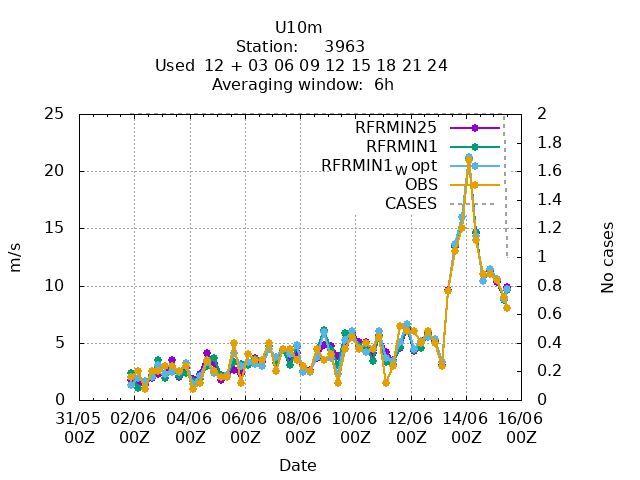 U10m
Station: 3963
Used 12 + 03 06 09 12 15 18 21 24
Averaging window: 6h
RFRMIN25
RFRMIN1
RFRMIN1w opt
OBS
CASES
25
20
15
10
5
0
m/s
2
1.8
1.6
1.4
1.2
1
0.8
0.6
0.4
0.2
0
No cases
31/05 02/06 04/06 06/06 08/06 10/06 12/06 14/06 16/06
00Z 00Z 00Z 00Z 00Z 00Z 00Z 00Z 00Z
Date